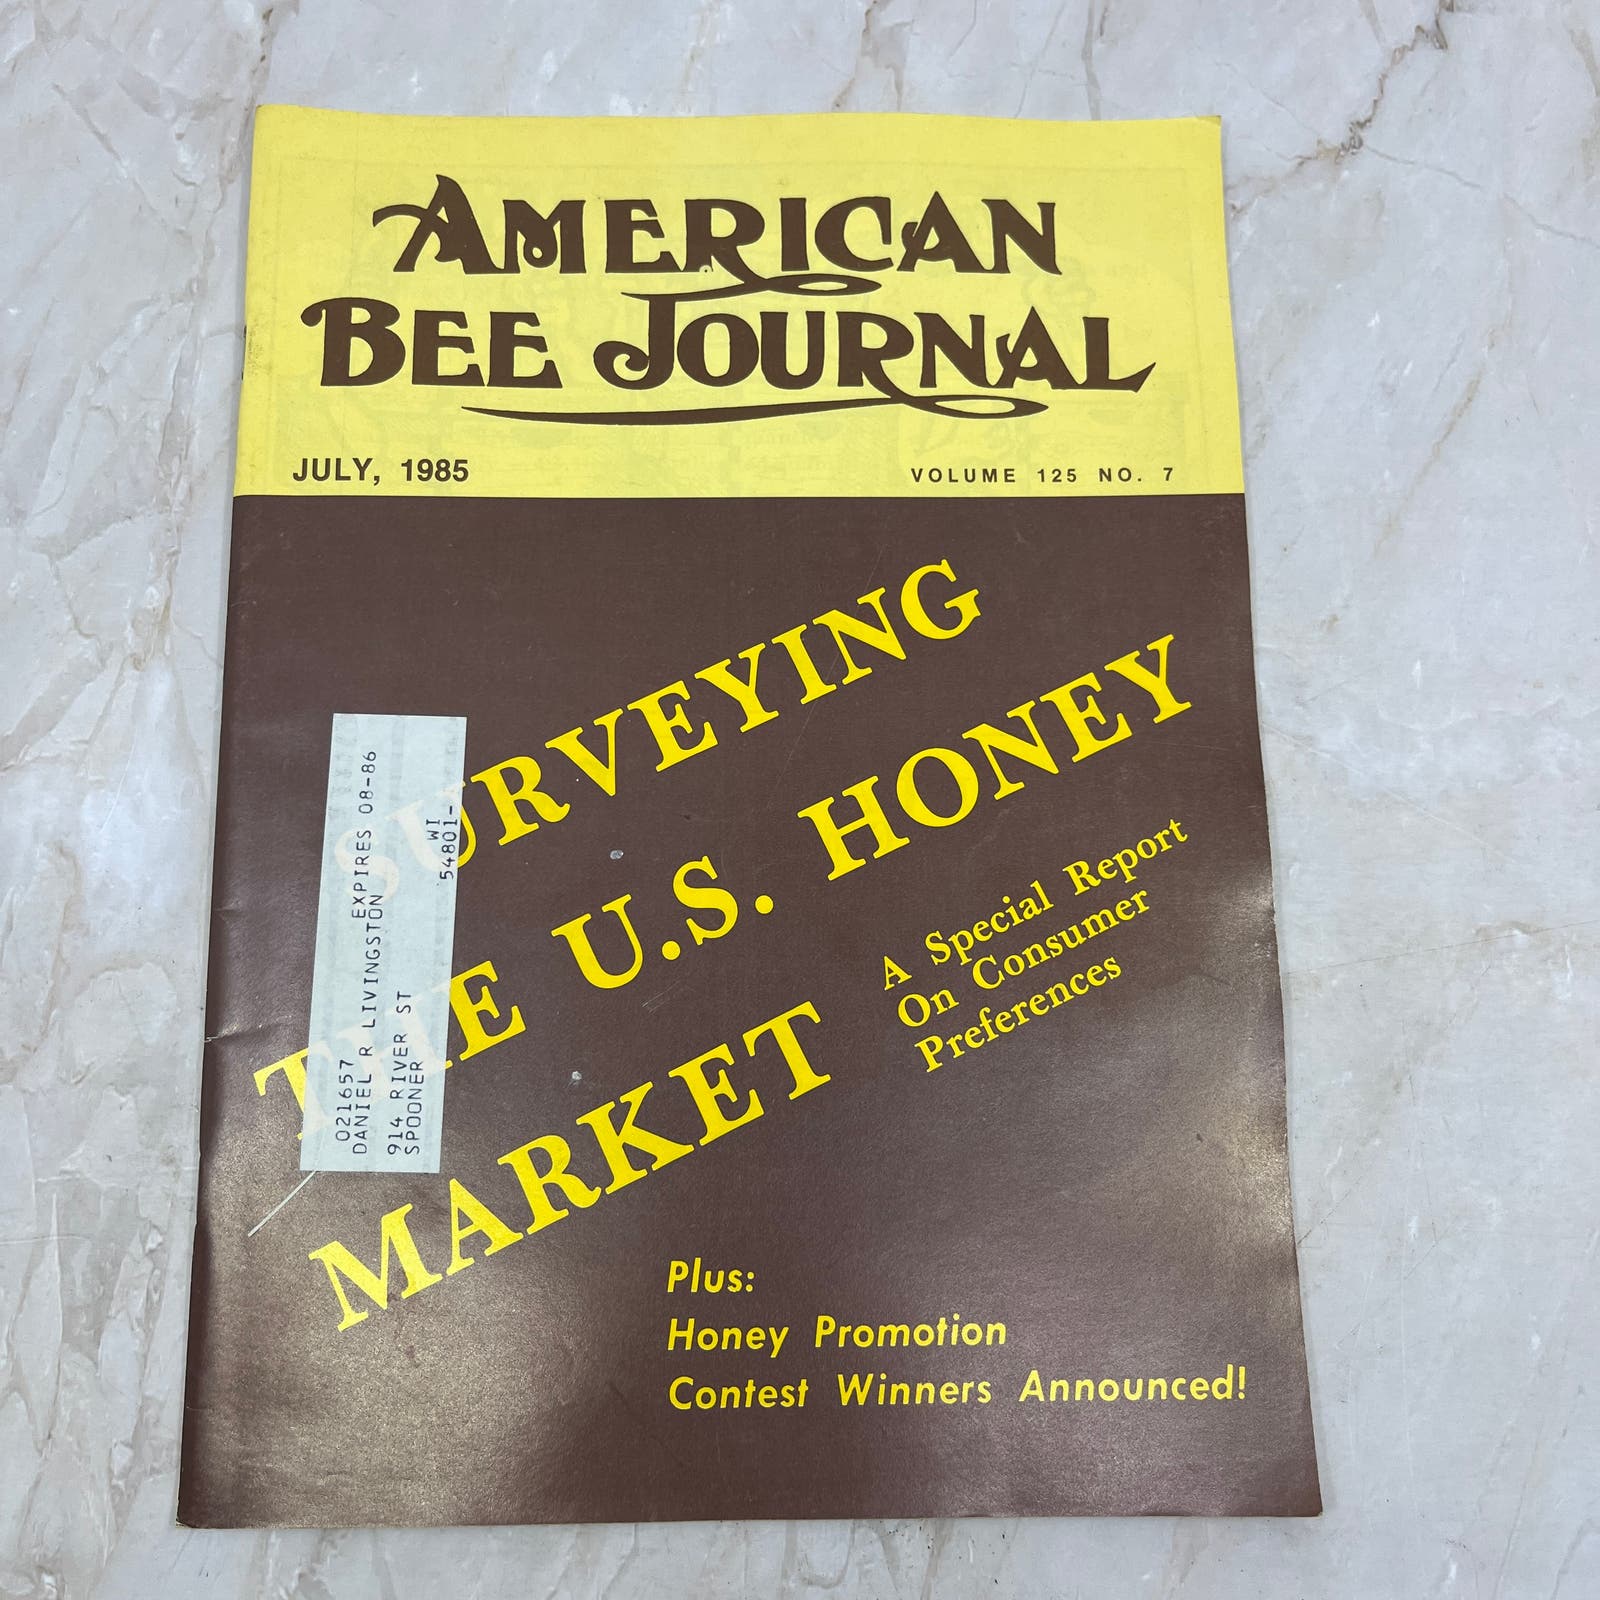 AMERICAN
BEE JOURNAL
JULY, 1985
VOLUME 125 NO. 7
SURVEYING
THE U.S. HONEY
MARKET
A Special Report
On Consumer
Preferences
021657 EXPIRES 08-86
DANIEL R LIVINGSTON
914 RIVER ST
SPOONER WI
54801-
Plus:
Honey Promotion
Contest Winners Announced!